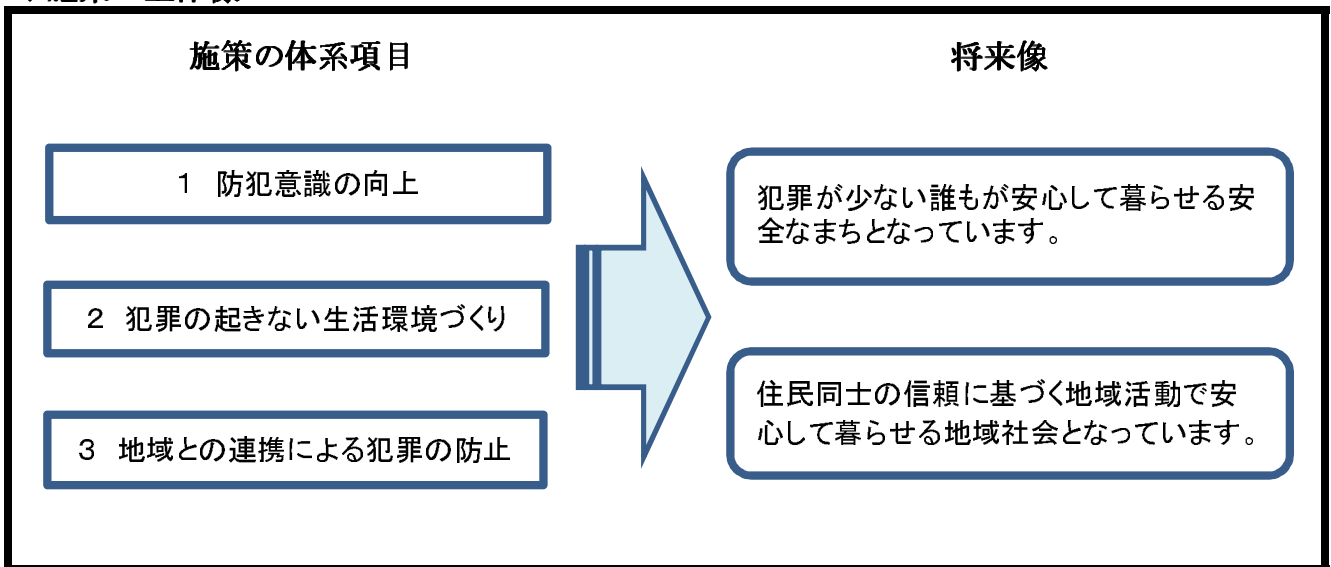 施策の体系項目
将来像
1 防犯意識の向上
2 犯罪の起きない生活環境づくり
3 地域との連携による犯罪の防止
犯罪が少ない誰もが安心して暮らせる安
全なまちとなっています。
住民同士の信頼に基づく地域活動で安
心して暮らせる地域社会となっています。